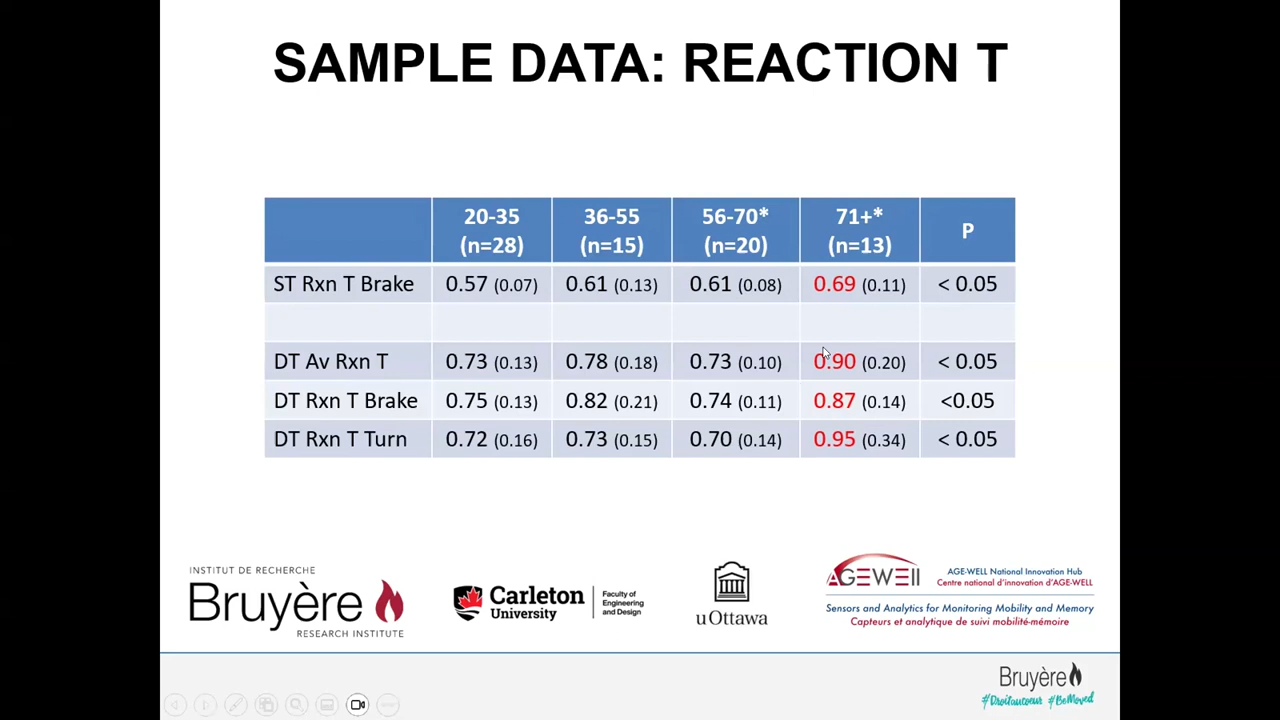 SAMPLE DATA: REACTION T
20-35 (n=28) 36-55 (n=15) 56-70* (n=20) 71+* (n=13) P
ST Rxn T Brake 0.57 (0.07) 0.61 (0.13) 0.61 (0.08) 0.69 (0.11) < 0.05
DT Av Rxn T 0.73 (0.13) 0.78 (0.18) 0.73 (0.10) 0.90 (0.20) < 0.05
DT Rxn T Brake 0.75 (0.13) 0.82 (0.21) 0.74 (0.11) 0.87 (0.14) <0.05
DT Rxn T Turn 0.72 (0.16) 0.73 (0.15) 0.70 (0.14) 0.95 (0.34) < 0.05
INSTITUT DE RECHERCHE
Bruyère
RESEARCH INSTITUTE
Carleton
University
Faculty of
Engineering
and Design
uOttawa
AGEWELL
AGE-WELL National Innovation Hub
Centre national d'innovation d'AGE-WELL
Sensors and Analytics for Monitoring Mobility and Memory
Capteurs et analytique de suivi mobilité-mémoire
Bruyère
#Droitaucoeur #BeMoved